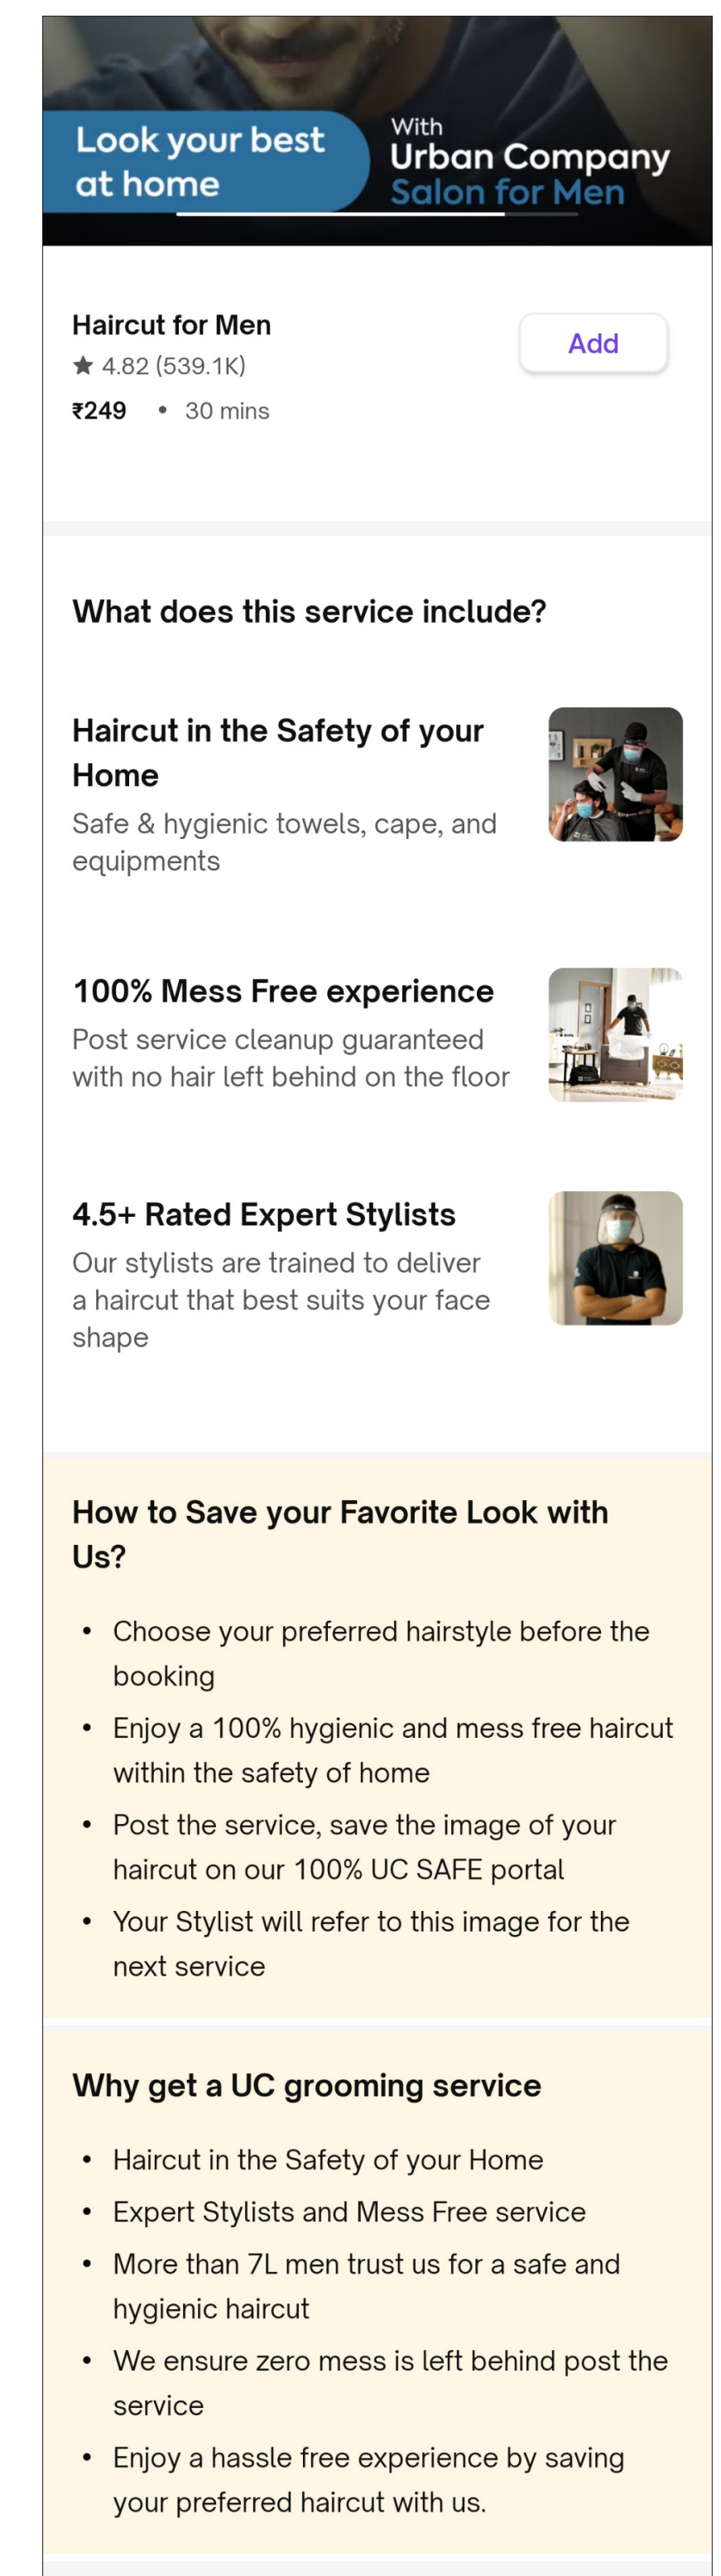 Look your best
at home
With
Urban Company
Salon for Men
Haircut for Men
Add
★ 4.82 (539.1K)
₹249 • 30 mins
What does this service include?
Haircut in the Safety of your
Home
Safe & hygienic towels, cape, and
equipments
100% Mess Free experience
Post service cleanup guaranteed
with no hair left behind on the floor
4.5+ Rated Expert Stylists
Our stylists are trained to deliver
a haircut that best suits your face
shape
How to Save your Favorite Look with
Us?
• Choose your preferred hairstyle before the
booking
• Enjoy a 100% hygienic and mess free haircut
within the safety of home
• Post the service, save the image of your
haircut on our 100% UC SAFE portal
• Your Stylist will refer to this image for the
next service
Why get a UC grooming service
• Haircut in the Safety of your Home
• Expert Stylists and Mess Free service
• More than 7L men trust us for a safe and
hygienic haircut
• We ensure zero mess is left behind post the
service
• Enjoy a hassle free experience by saving
your preferred haircut with us.